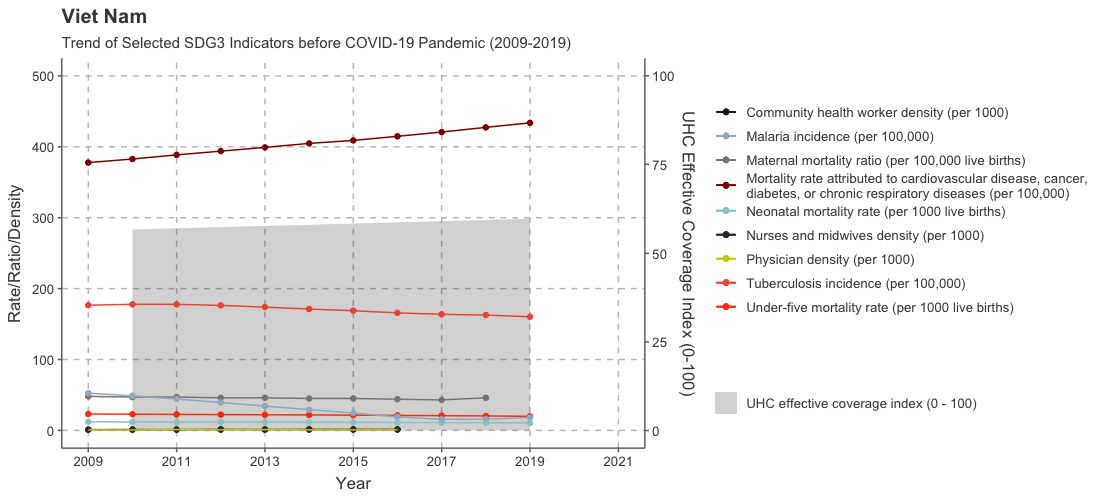 Viet Nam
Trend of Selected SDG3 Indicators before COVID-19 Pandemic (2009-2019)
Rate/Ratio/Density
500
400
300
200
100
0
2009
2011
2013
2015
2017
2019
2021
Year
100
75
50
25
0
UHC Effective Coverage Index (0-100)
Community health worker density (per 1000)
Malaria incidence (per 100,000)
Maternal mortality ratio (per 100,000 live births)
Mortality rate attributed to cardiovascular disease, cancer,
diabetes, or chronic respiratory diseases (per 100,000)
Neonatal mortality rate (per 1000 live births)
Nurses and midwives density (per 1000)
Physician density (per 1000)
Tuberculosis incidence (per 100,000)
Under-five mortality rate (per 1000 live births)
UHC effective coverage index (0 - 100)